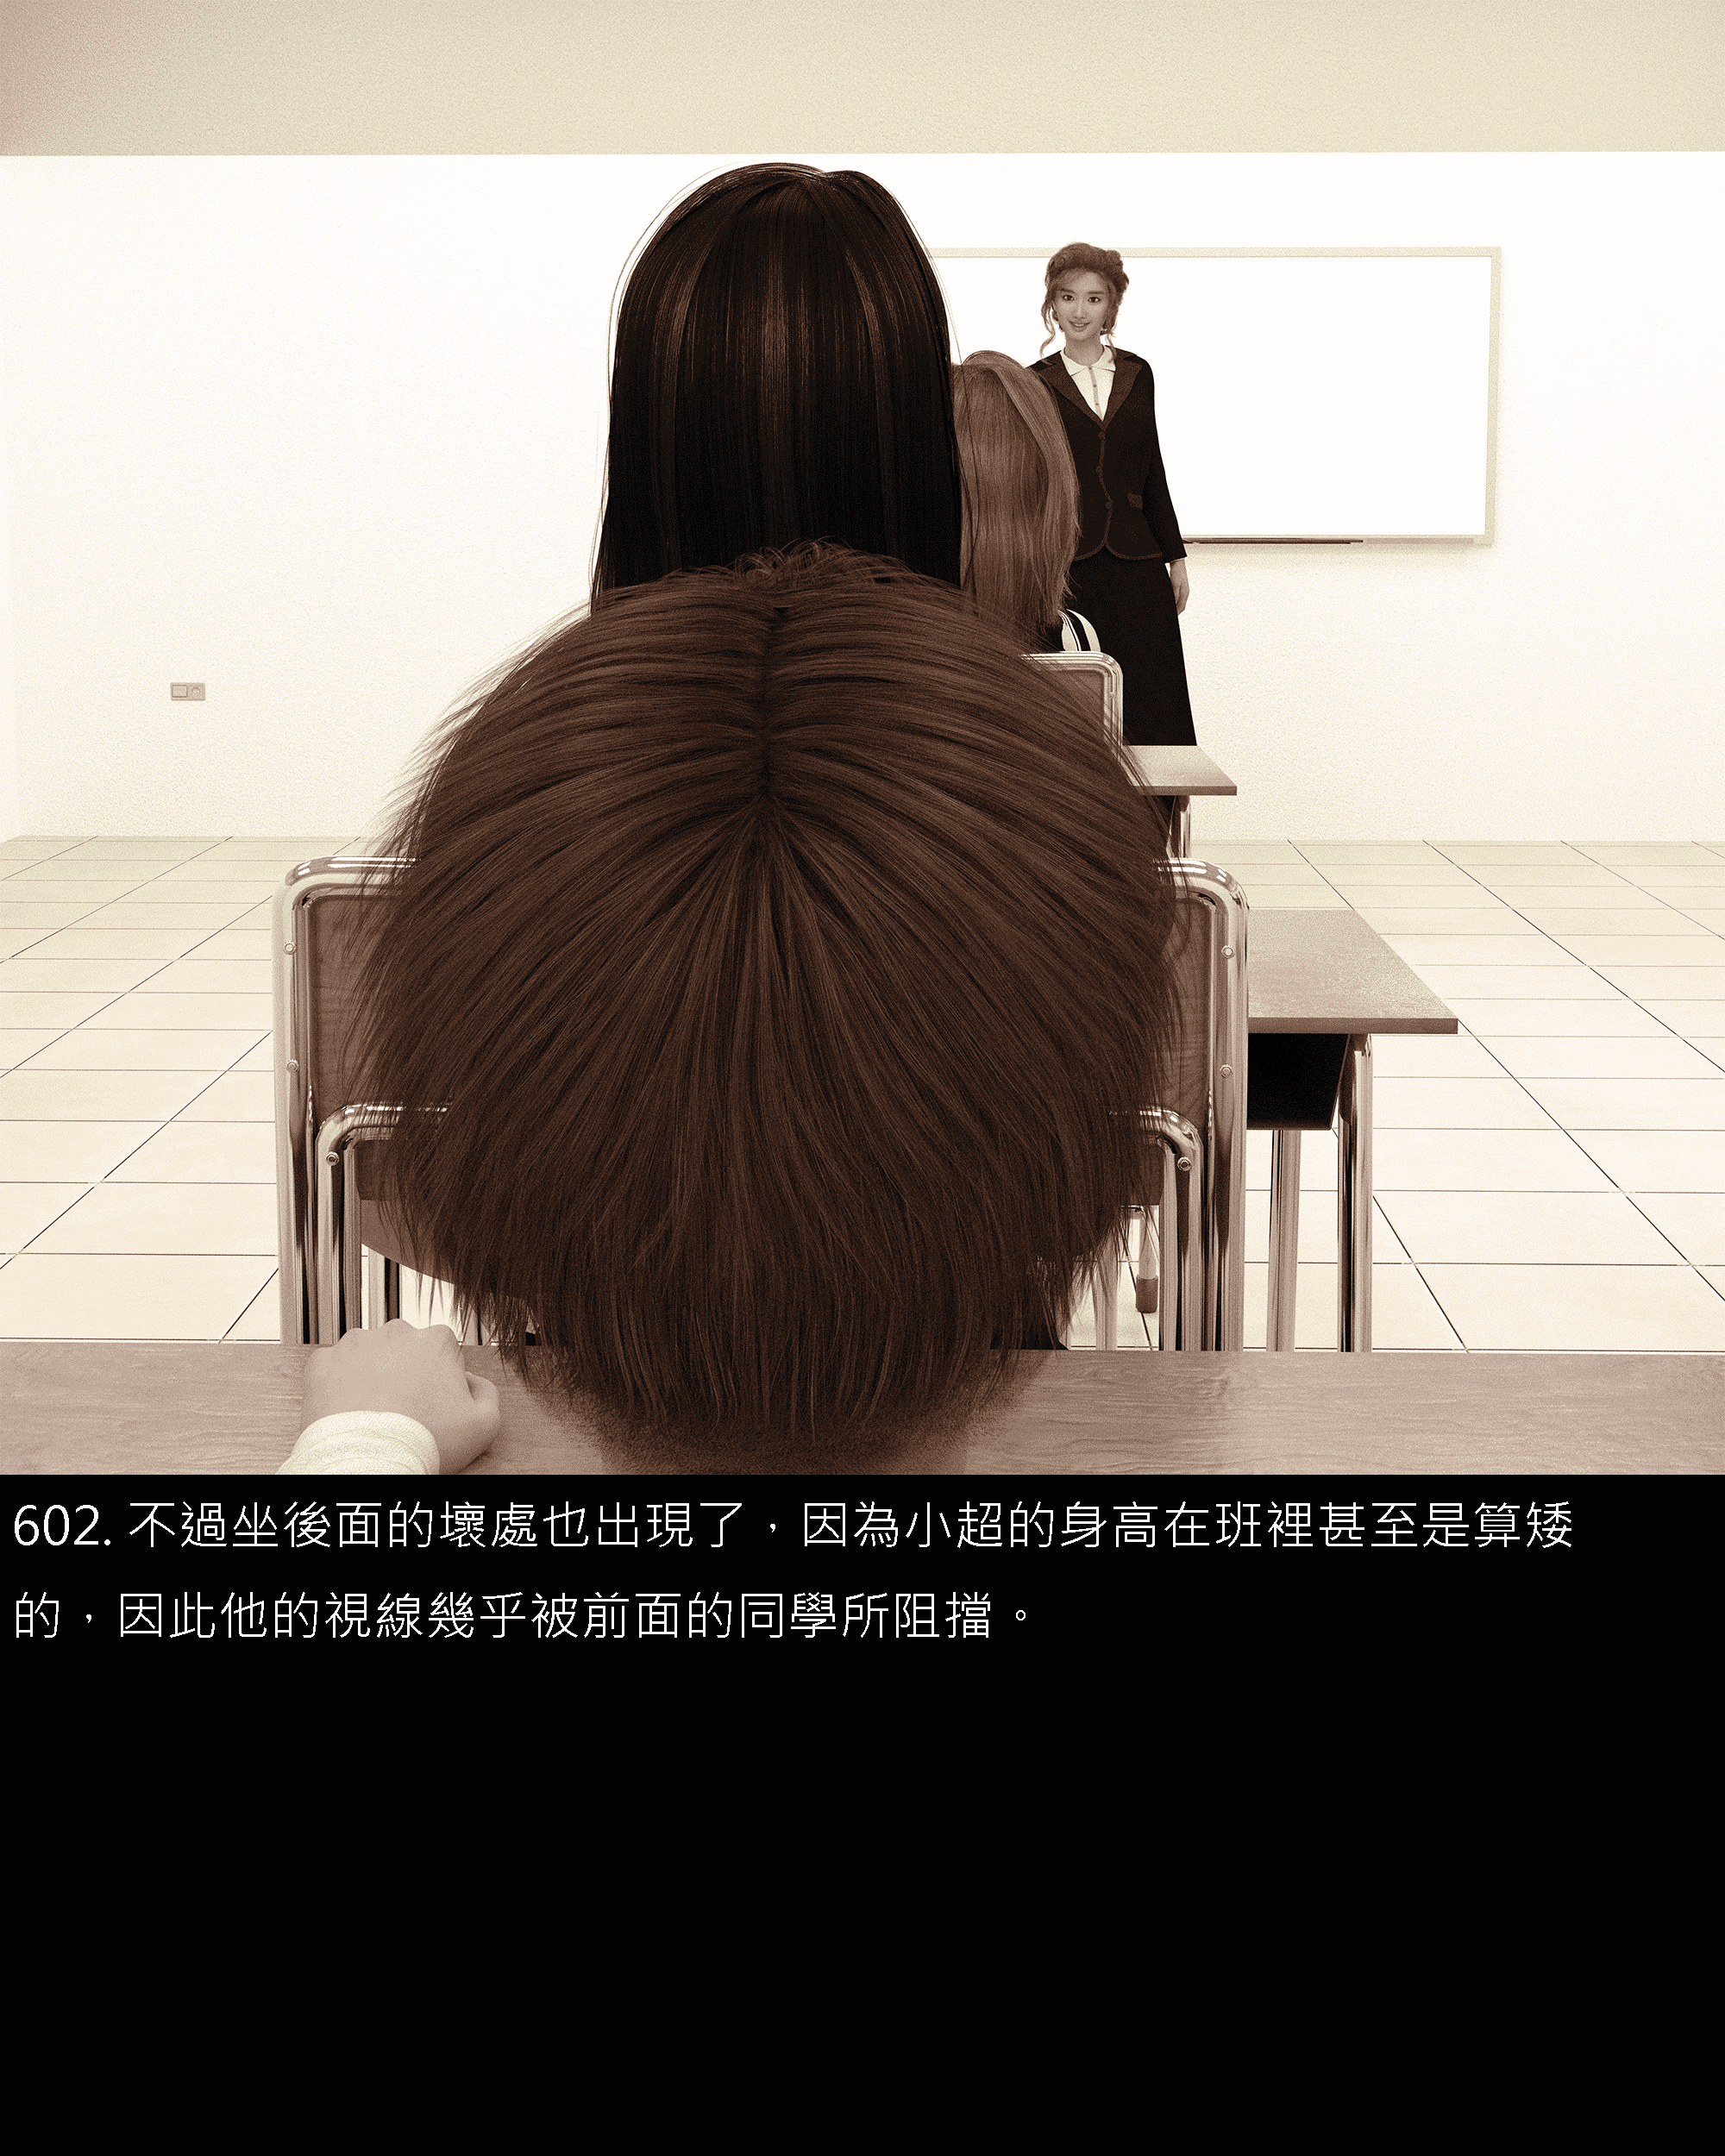 602. 不過坐後面的壞處也出現了，因為小超的身高在班裡甚至是算矮
的，因此他的視線幾乎被前面的同學所阻擋。